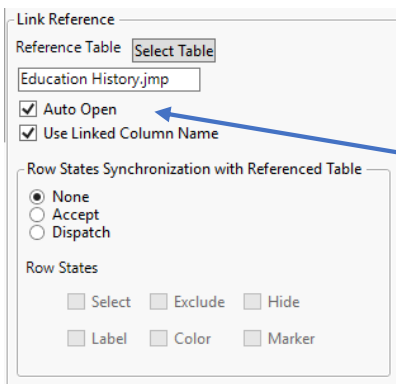 Link Reference
Reference Table Select Table
Education History.jmp
Auto Open
Use Linked Column Name
Row States Synchronization with Referenced Table
None
Accept
Dispatch
Row States
Select Exclude Hide
Label Color Marker